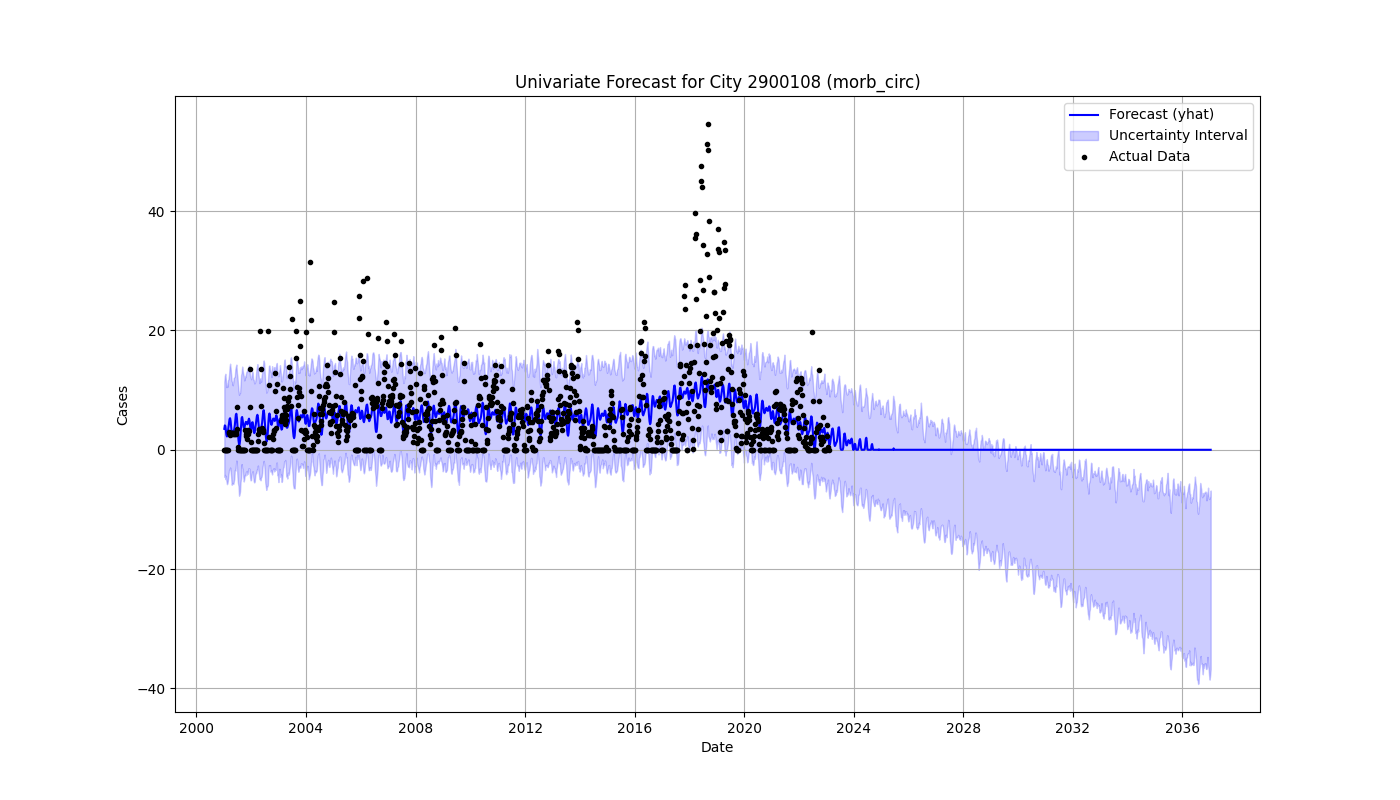 Univariate Forecast for City 2900108 (morb_circ)
Forecast (yhat)
Uncertainty Interval
Actual Data
Cases
40
20
0
−20
−40
2000 2004 2008 2012 2016 2020 2024 2028 2032 2036
Date